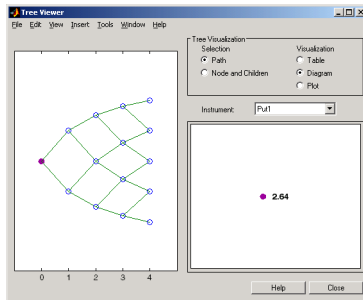 Tree Viewer
File Edit View Insert Tools Window Help
Tree Visualization
Selection
Path
Node and Children
Visualization
Table
Diagram
Plot
Instrument:
Put1
2.64
0 1 2 3 4
Help
Close